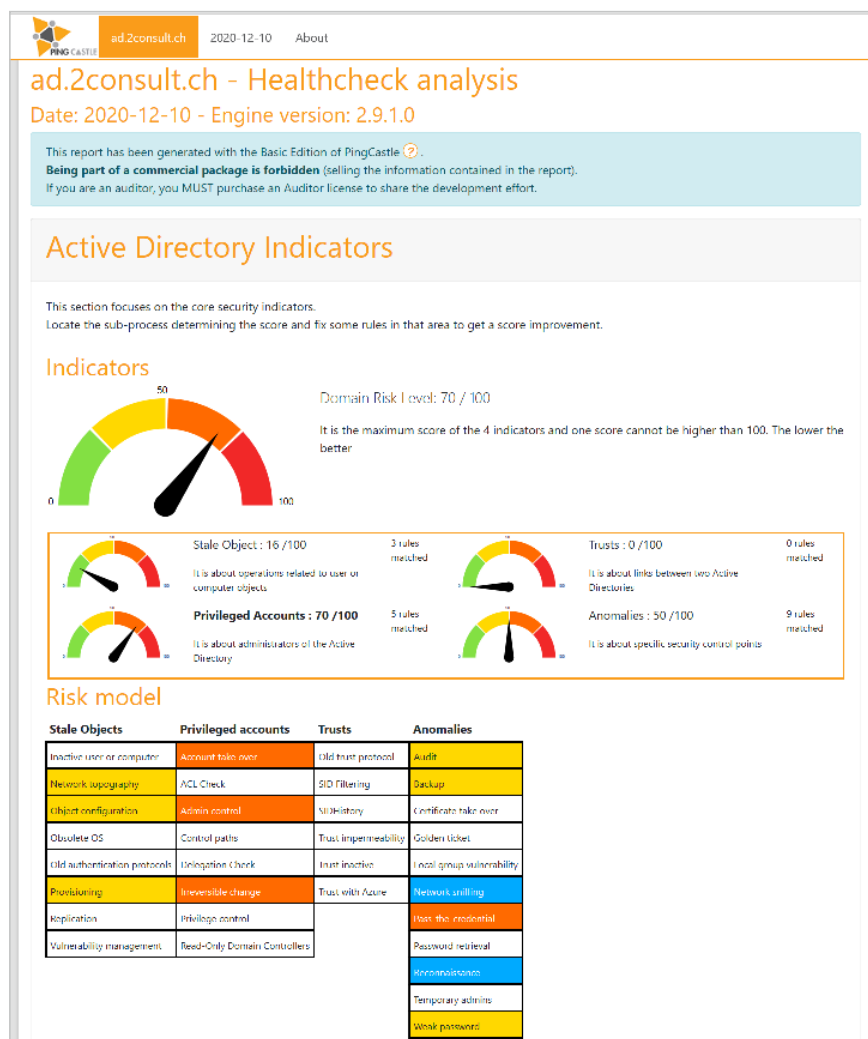 PING CASTLE
ad.2consult.ch 2020-12-10 About
ad.2consult.ch - Healthcheck analysis
Date: 2020-12-10 - Engine version: 2.9.1.0
This report has been generated with the Basic Edition of PingCastle ? .
Being part of a commercial package is forbidden (selling the information contained in the report).
If you are an auditor, you MUST purchase an Auditor license to share the development effort.
Active Directory Indicators
This section focuses on the core security indicators.
Locate the sub-process determining the score and fix some rules in that area to get a score improvement.
Indicators
50
0
100
Domain Risk Level: 70 / 100
It is the maximum score of the 4 indicators and one score cannot be higher than 100. The lower the
better
Stale Object : 16 /100
3 rules
matched
It is about operations related to user or
computer objects
Trusts : 0 /100
0 rules
matched
It is about links between two Active
Directories
Privileged Accounts : 70 /100
5 rules
matched
It is about administrators of the Active
Directory
Anomalies : 50 /100
9 rules
matched
It is about specific security control points
Risk model
Stale Objects Privileged accounts Trusts Anomalies
Inactive user or computer Account take over Old trust protocol Audit
Network topography ACL Check SID Filtering Backup
Object configuration Admin control SIDHistory Certificate take over
Obsolete OS Control paths Trust impermeability Golden ticket
Old authentication protocols Delegation Check Trust inactive Local group vulnerability
Provisioning Irreversible change Trust with Azure Network sniffing
Replication Privilege control Pass-the-credential
Vulnerability management Read-Only Domain Controllers Password retrieval
Reconnaissance
Temporary admins
Weak password